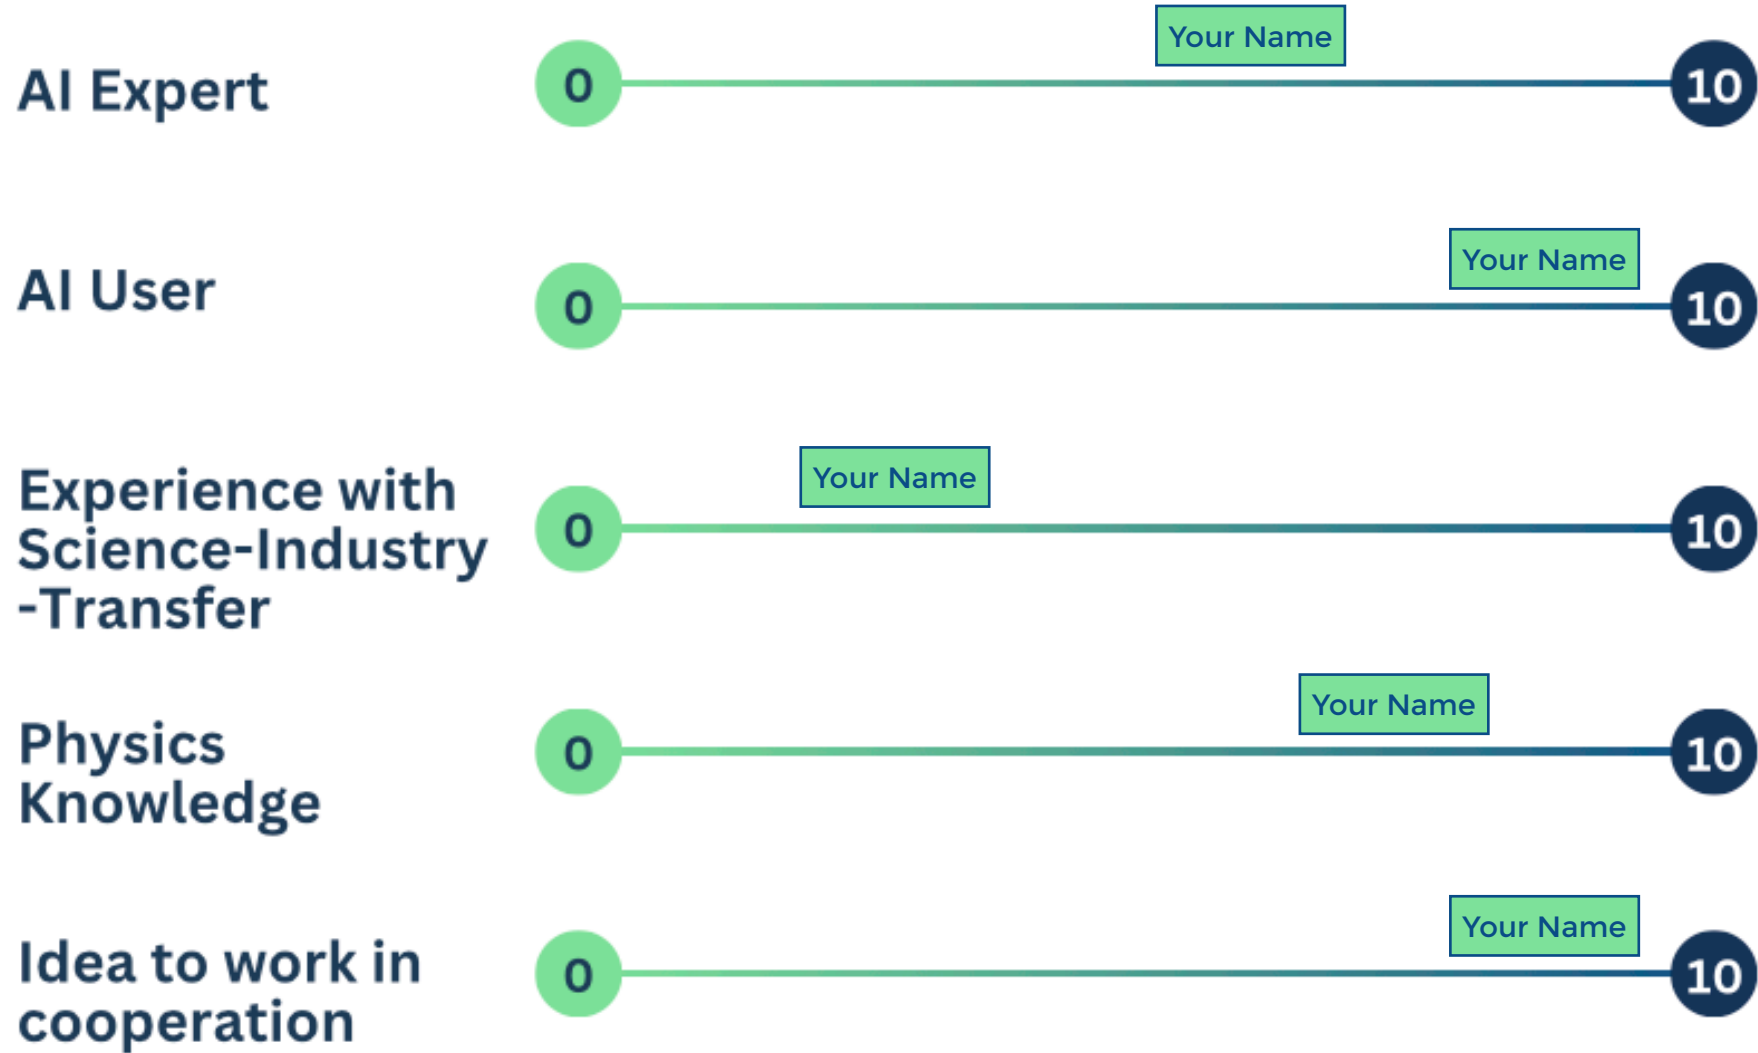 Your Name
AI Expert
0
10
Your Name
AI User
0
10
Your Name
Experience with
Science-Industry
-Transfer
0
10
Your Name
Physics
Knowledge
0
10
Your Name
Idea to work in
cooperation
0
10